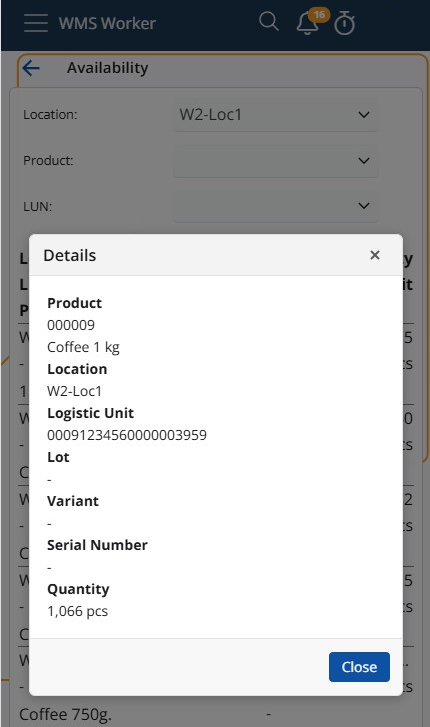 WMS Worker
16
Availability
Location:
W2-Loc1
Product:
LUN:
Details
×
Product
000009
Coffee 1 kg
Location
W2-Loc1
Logistic Unit
00091234560000003959
Lot
-
Variant
-
Serial Number
-
Quantity
1,066 pcs
Close
Coffee 750g.
-